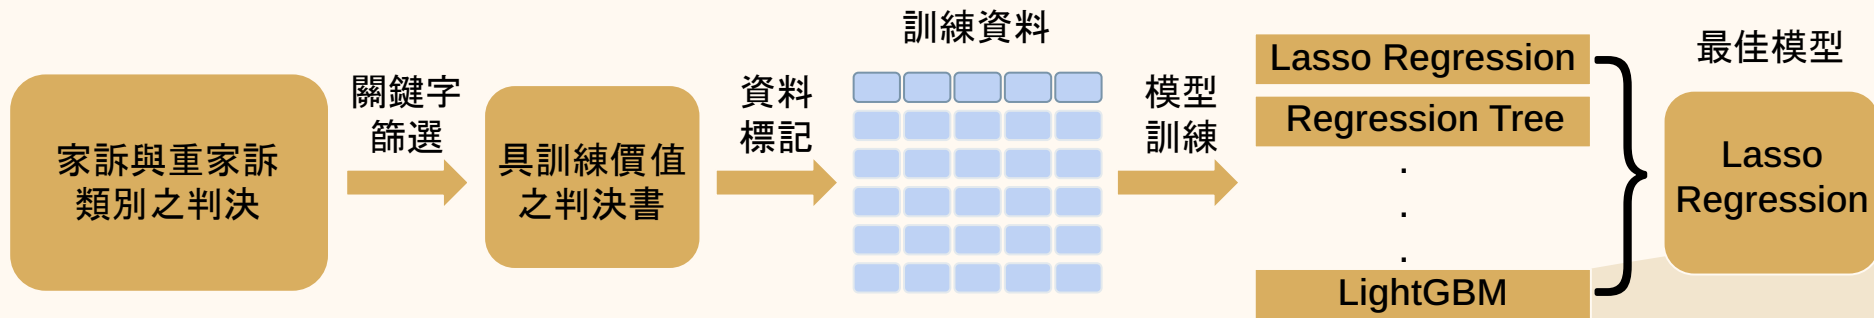 家訴與重家訴
類別之判決
關鍵字
篩選
具訓練價值
之判決書
資料
標記
訓練資料
模型
訓練
Lasso Regression
Regression Tree
.
.
.
LightGBM
最佳模型
Lasso
Regression